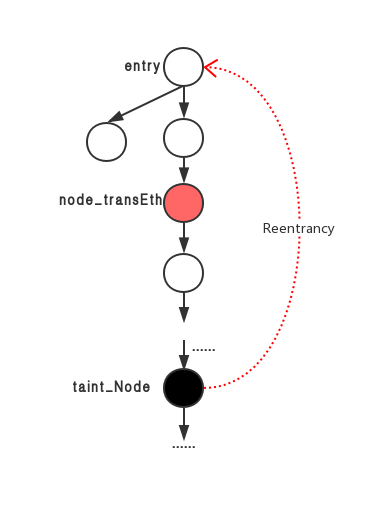 entry
node_transEth
Reentrancy
......
taint_Node
......